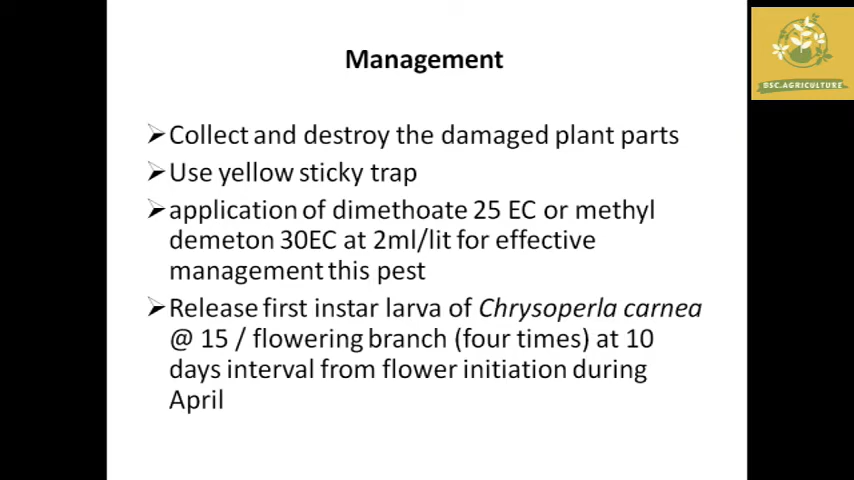 Management
BSC.AGRICULTURE
➢Collect and destroy the damaged plant parts
➢Use yellow sticky trap
➢application of dimethoate 25 EC or methyl
demeton 30EC at 2ml/lit for effective
management this pest
➢Release first instar larva of Chrysoperla carnea
@ 15 / flowering branch (four times) at 10
days interval from flower initiation during
April